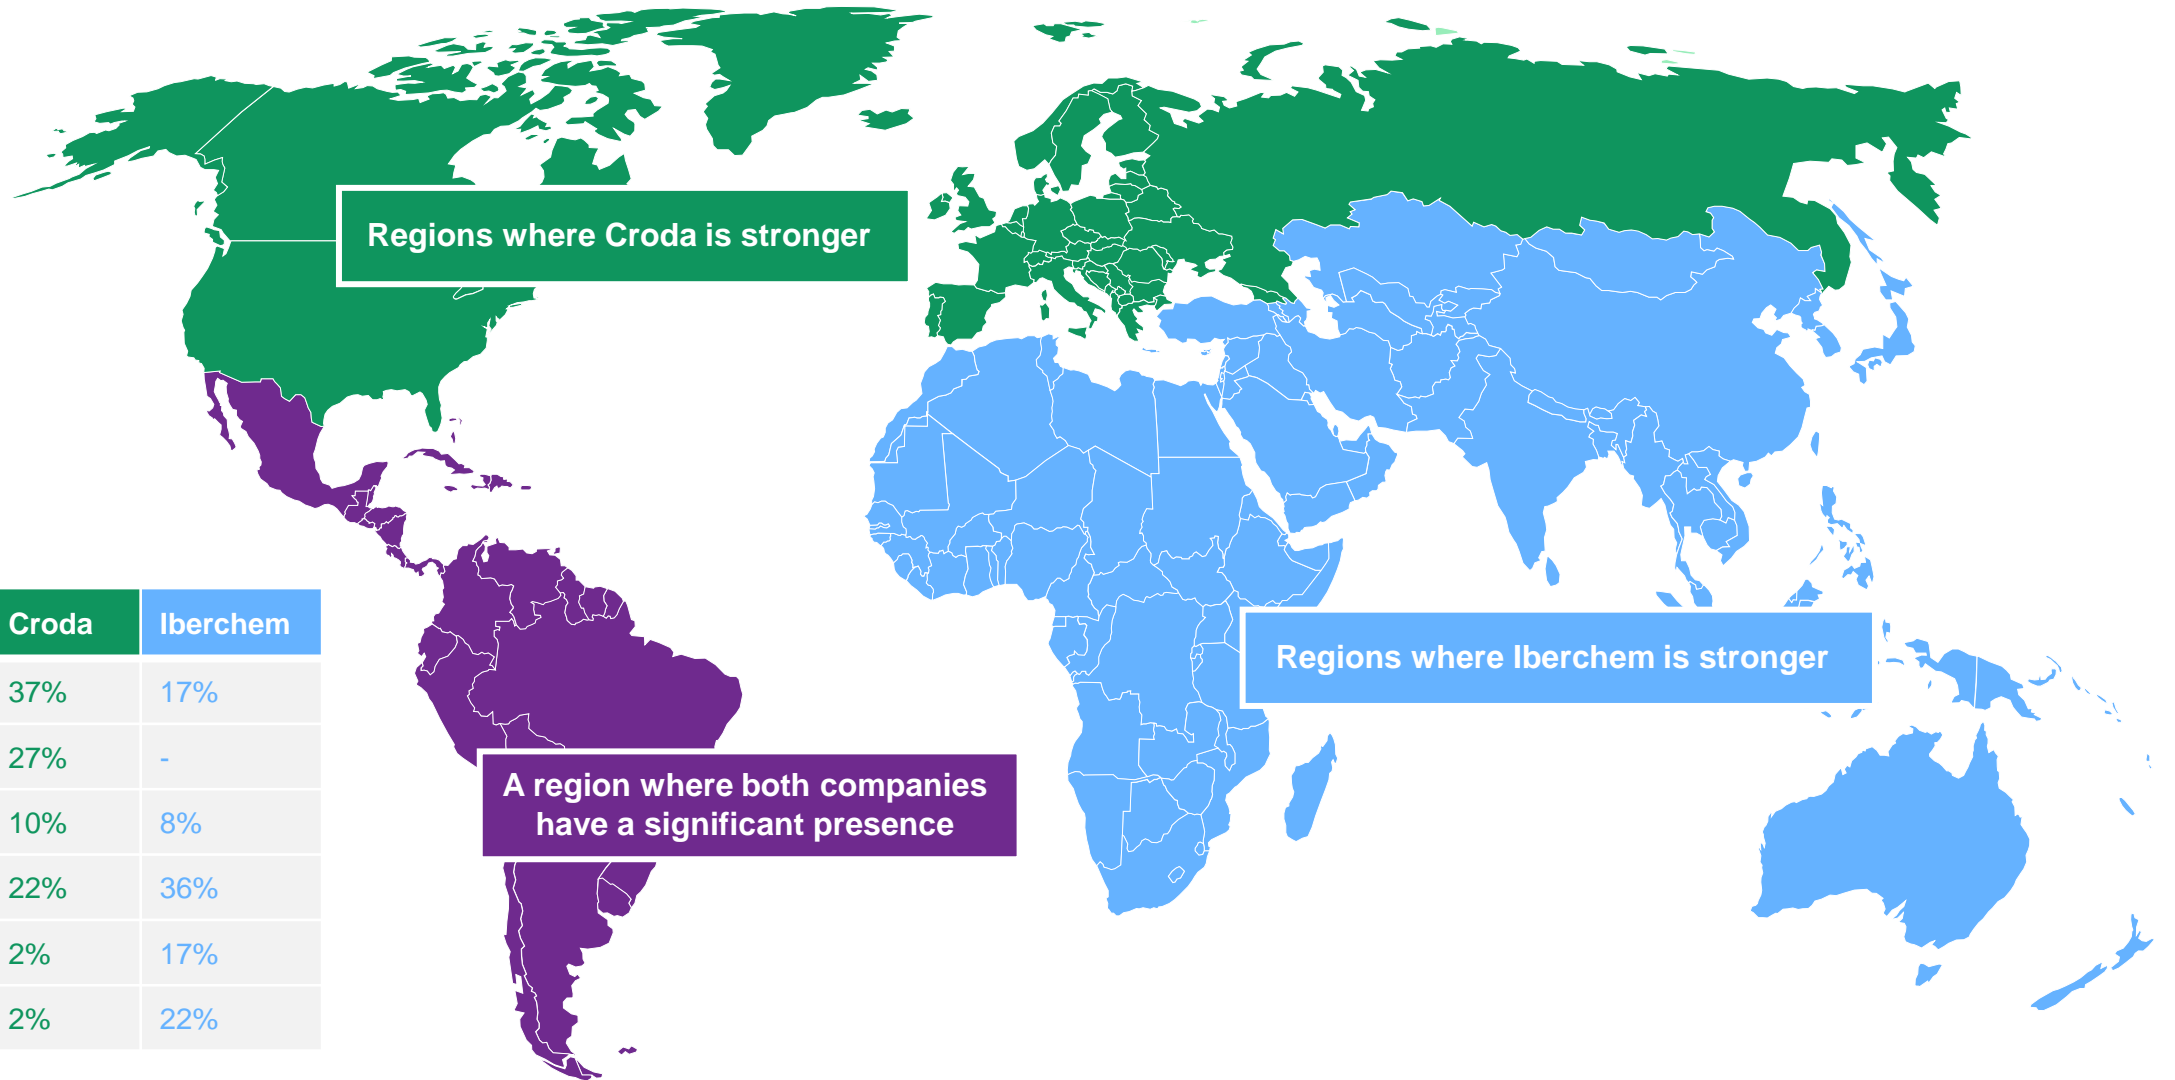 Regions where Croda is stronger
Croda Iberchem
37% 17%
27% -
10% 8%
22% 36%
2% 17%
2% 22%
Regions where Iberchem is stronger
A region where both companies
have a significant presence